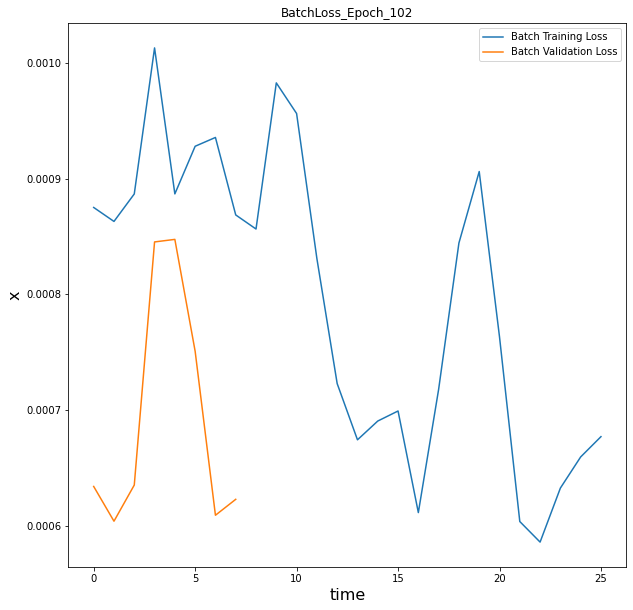 BatchLoss_Epoch_102
Batch Training Loss
Batch Validation Loss
0.0010
0.0009
0.0008
0.0007
0.0006
x
0
5
10
15
20
25
time